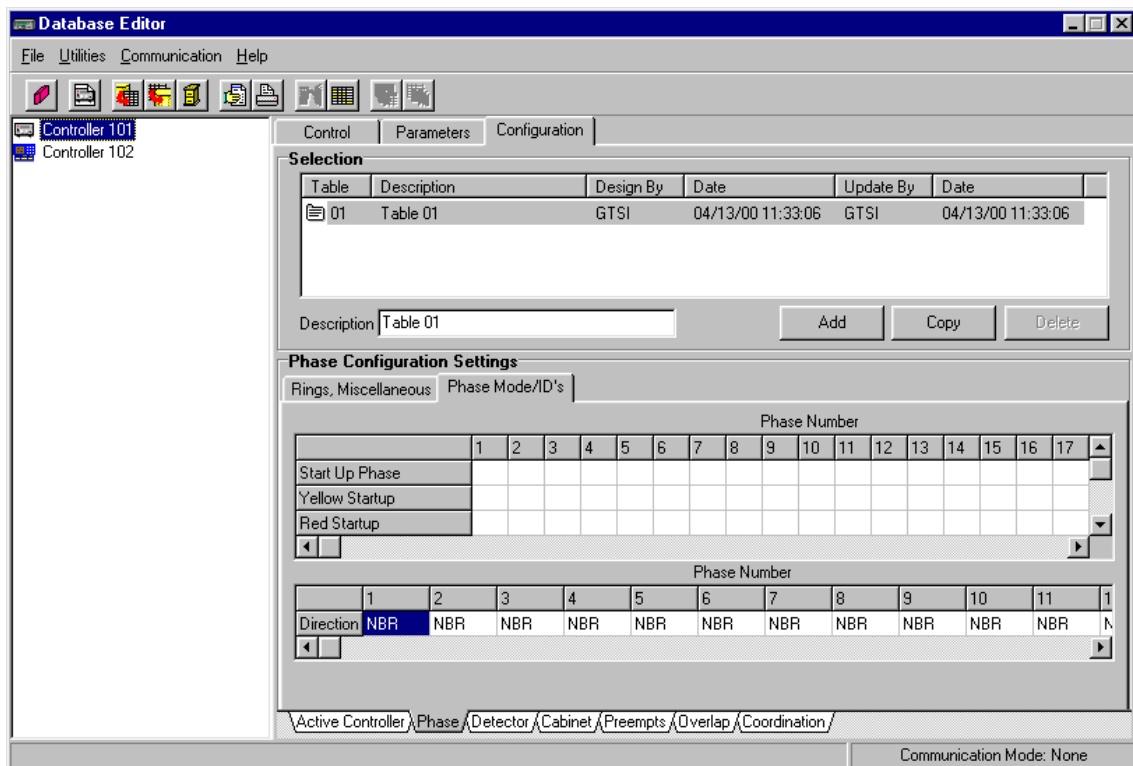 Database Editor
File Utilities Communication Help
Controller 101
Controller 102
Control Parameters Configuration
Selection
Table Description Design By Date Update By Date
01 Table 01 GTSI 04/13/00 11:33:06 GTSI 04/13/00 11:33:06
Description Table 01 Add Copy Delete
Phase Configuration Settings
Rings, Miscellaneous Phase Mode/ID's
Phase Number
1 2 3 4 5 6 7 8 9 10 11 12 13 14 15 16 17
Start Up Phase
Yellow Startup
Red Startup
Phase Number
1 2 3 4 5 6 7 8 9 10 11 1
Direction NBR NBR NBR NBR NBR NBR NBR NBR NBR NBR NBR N
Active Controller Phase Detector Cabinet Preempts Overlap Coordination
Communication Mode: None